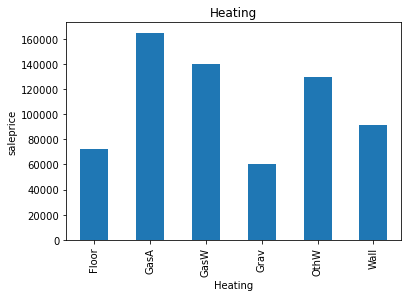 Heating
160000
140000
120000
100000
80000
60000
40000
20000
0
saleprice
Floor
GasA
GasW
Grav
OthW
Wall
Heating